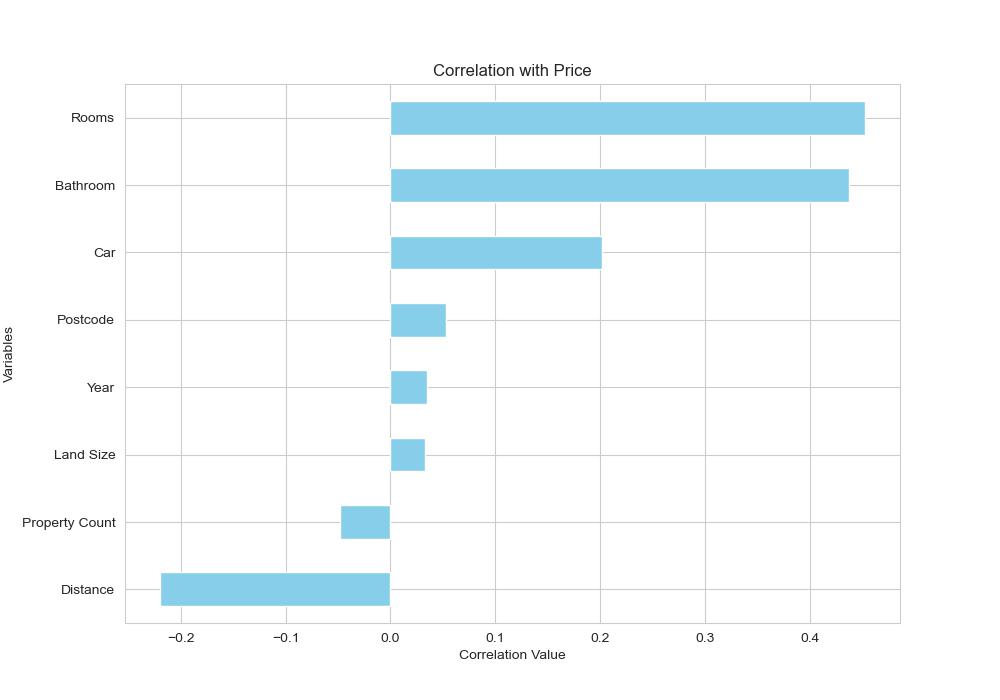 Correlation with Price
Variables
Rooms
Bathroom
Car
Postcode
Year
Land Size
Property Count
Distance
−0.2
−0.1
0.0
0.1
0.2
0.3
0.4
Correlation Value